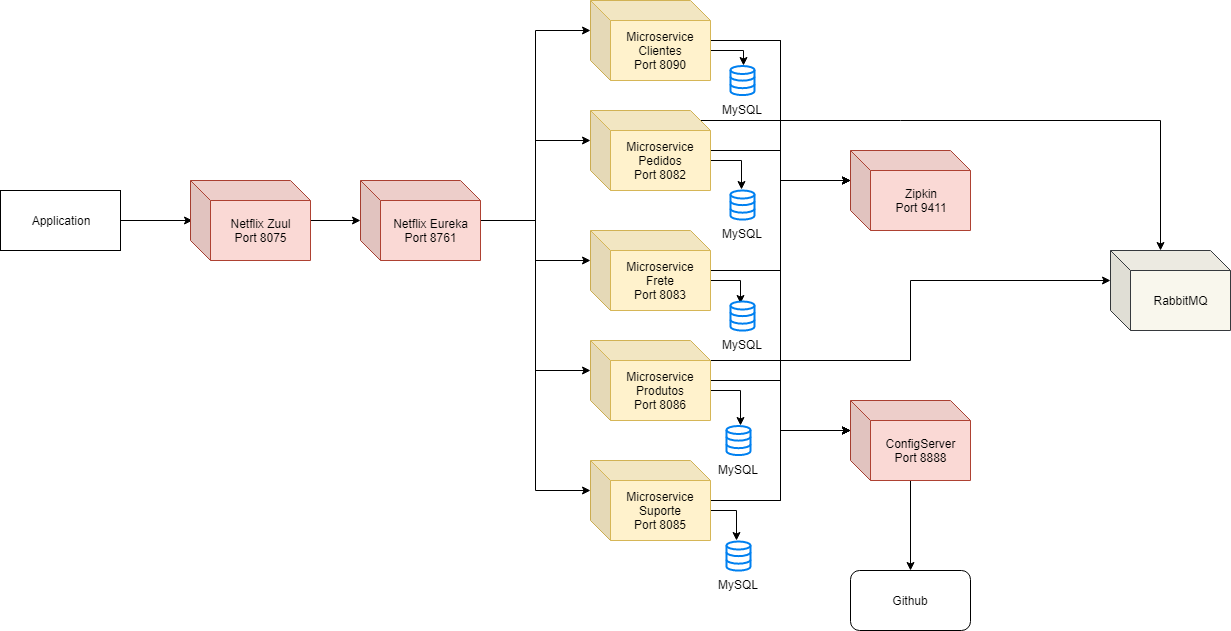 Application
Netflix Zuul
Port 8075
Netflix Eureka
Port 8761
Microservice
Clientes
Port 8090
MySQL
Microservice
Pedidos
Port 8082
MySQL
Microservice
Frete
Port 8083
MySQL
Microservice
Produtos
Port 8086
MySQL
Microservice
Suporte
Port 8085
MySQL
Zipkin
Port 9411
RabbitMQ
ConfigServer
Port 8888
Github